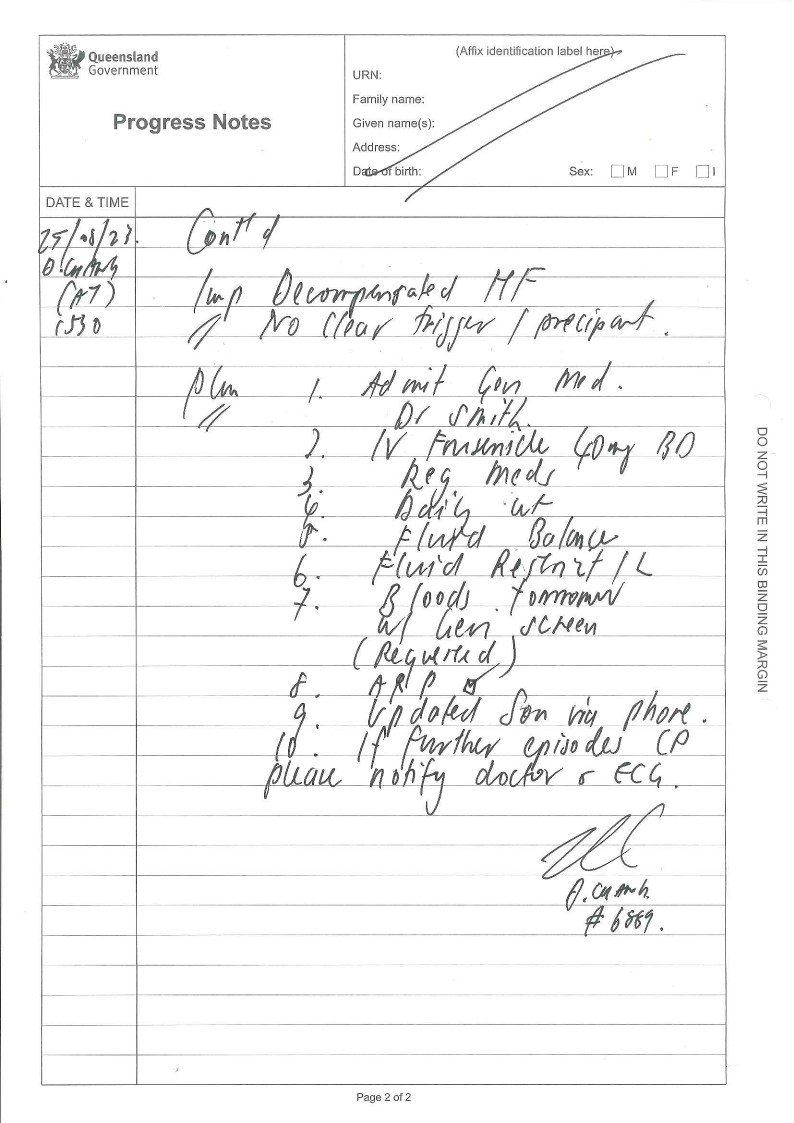 Queensland
Government
Progress Notes
(Affix identification label here)
URN:
Family name:
Given name(s):
Address:
Date of birth:
Sex: M F I
DATE & TIME
25/08/23.
(AT)
1530
Cont'd
Imp Decompensated HF
No clear trigger / precipant.
Plan 1. Admit Gen Med.
Dr Smith.
2. IV Frusemide 40mg BD
3. Reg Meds
4. Daily wt
5. Fluid Balance
6. Fluid Restrict 1L
7. Bloods tomorrow
w/ Gen screen
(Requested)
8. ARP ☑
9. Updated Son via phone.
10. If further episodes CP
please notify doctor + ECG.
#6889.
DO NOT WRITE IN THIS BINDING MARGIN
Page 2 of 2